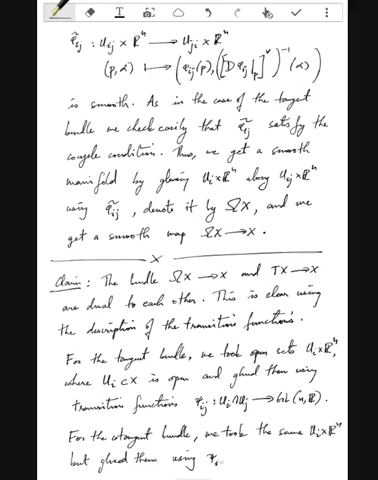 φ̃ij : Uij × ℝⁿ ⟶ Uji × ℝⁿ
(p, α) ⟼ (φij(p), ([Dφij|p]^∨)⁻¹(α))
is smooth. As in the case of the tangent
bundle we check easily that φ̃ij satisfy the
cocycle condition. Thus, we get a smooth
manifold by glueing Ui×ℝⁿ along Uij×ℝⁿ
using φ̃ij, denote it by ΩX, and we
get a smooth map ΩX ⟶ X.
X
Claim: The bundles ΩX ⟶ X and TX ⟶ X
are dual to each other. This is clear using
the description of the transition functions.
For the tangent bundle, we took open sets Ui×ℝⁿ,
where Ui ⊂ X is open and glued them using
transition functions ψij : Ui∩Uj ⟶ GL(n,ℝ).
For the cotangent bundle, we took the same Ui×ℝⁿ
but glued them using